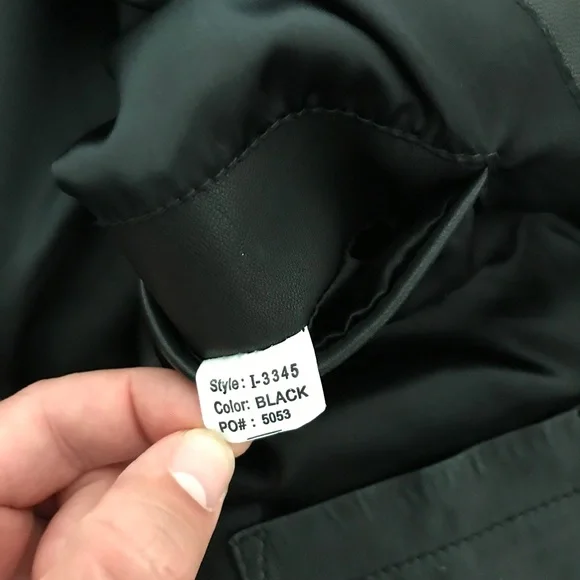 Style: I-3345
Color: BLACK
PO#: 5053